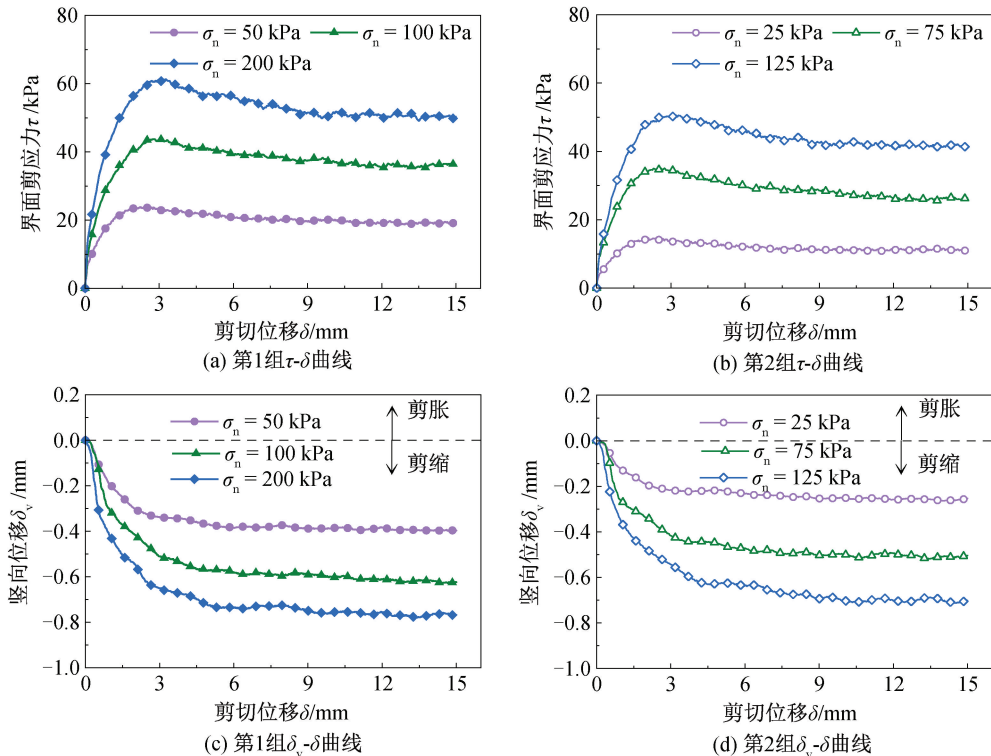 80
60
40
20
0
界面剪应力τ /kPa
σn = 50 kPa σn = 100 kPa
σn = 200 kPa
0 3 6 9 12 15
剪切位移δ/mm
(a) 第1组τ-δ曲线
80
60
40
20
0
界面剪应力τ /kPa
σn = 25 kPa σn = 75 kPa
σn = 125 kPa
0 3 6 9 12 15
剪切位移δ/mm
(b) 第2组τ-δ曲线
0.2
0.0
−0.2
−0.4
−0.6
−0.8
−1.0
竖向位移δv /mm
σn = 50 kPa
σn = 100 kPa
σn = 200 kPa
剪胀
剪缩
0 3 6 9 12 15
剪切位移δ/mm
(c) 第1组δv-δ曲线
0.2
0.0
−0.2
−0.4
−0.6
−0.8
−1.0
竖向位移δv /mm
σn = 25 kPa
σn = 75 kPa
σn = 125 kPa
剪胀
剪缩
0 3 6 9 12 15
剪切位移δ/mm
(d) 第2组δv-δ曲线